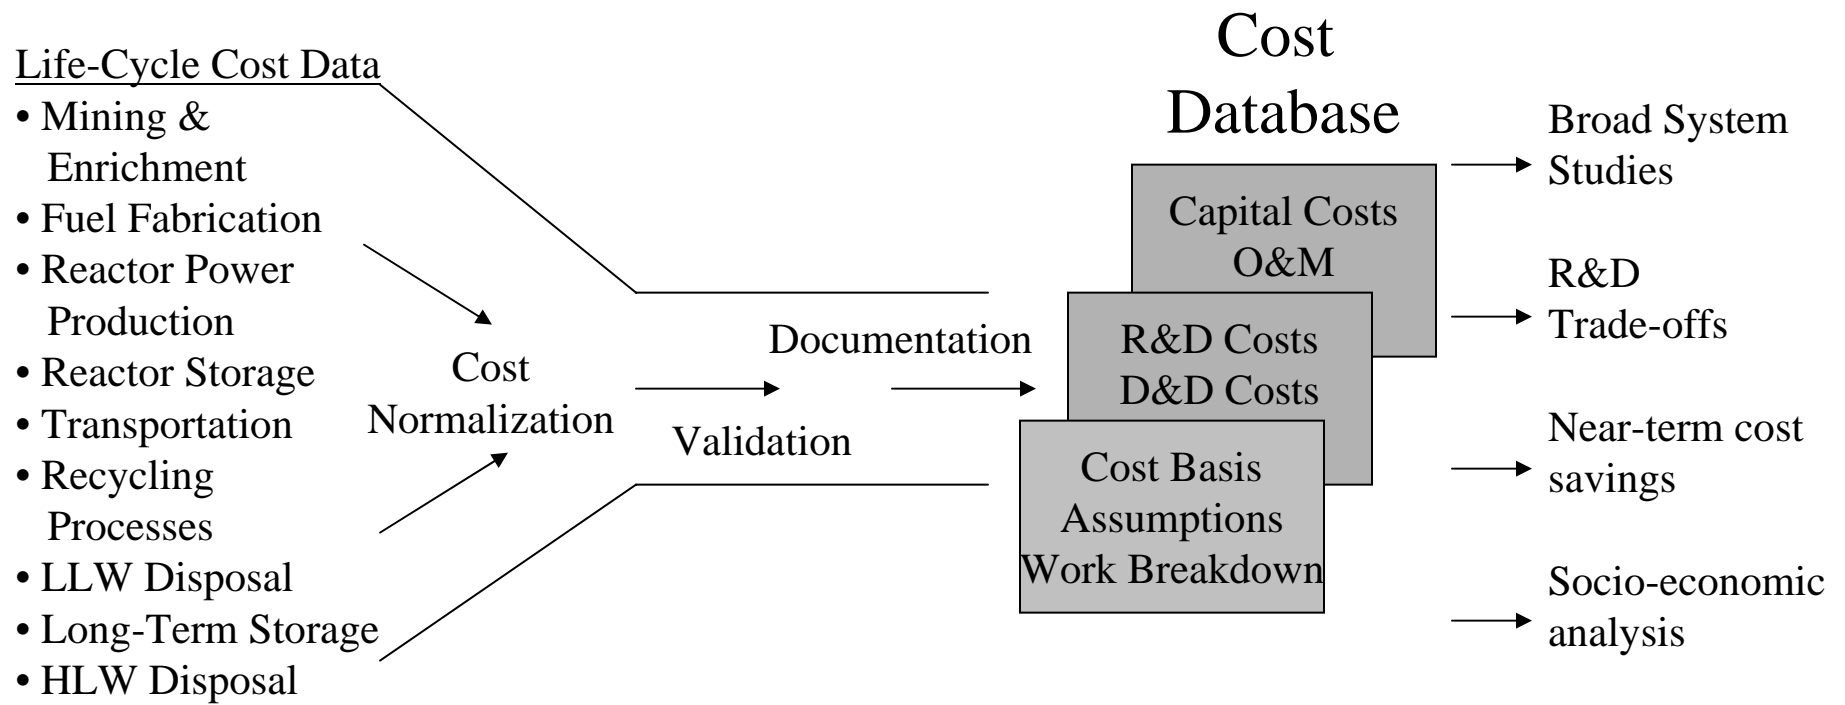 Life-Cycle Cost Data
• Mining &
Enrichment
• Fuel Fabrication
• Reactor Power
Production
• Reactor Storage
• Transportation
• Recycling
Processes
• LLW Disposal
• Long-Term Storage
• HLW Disposal
Cost
Normalization
Documentation
Validation
Cost
Database
Capital Costs
O&M
R&D Costs
D&D Costs
Cost Basis
Assumptions
Work Breakdown
Broad System
Studies
R&D
Trade-offs
Near-term cost
savings
Socio-economic
analysis